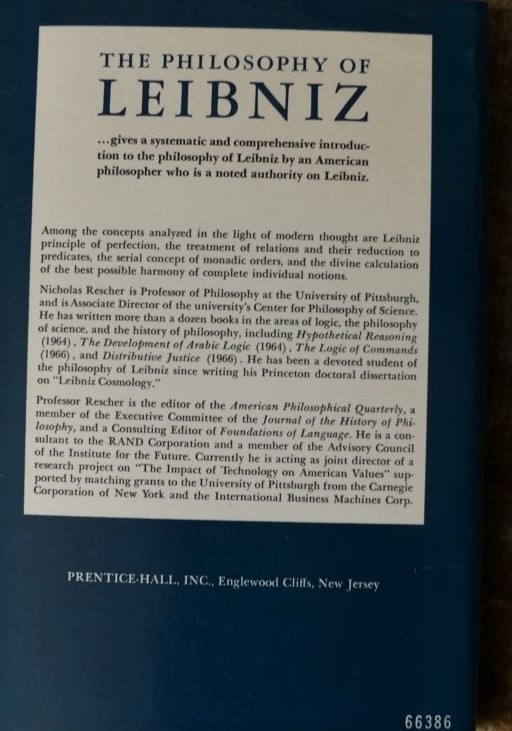 THE PHILOSOPHY OF
LEIBNIZ
...gives a systematic and comprehensive introduc-
tion to the philosophy of Leibniz by an American
philosopher who is a noted authority on Leibniz.
Among the concepts analyzed in the light of modern thought are Leibniz
principle of perfection, the treatment of relations and their reduction to
predicates, the serial concept of monadic orders, and the divine calculation
of the best possible harmony of complete individual notions.
Nicholas Rescher is Professor of Philosophy at the University of Pittsburgh,
and is Associate Director of the university's Center for Philosophy of Science.
He has written more than a dozen books in the areas of logic, the philosophy
of science, and the history of philosophy, including Hypothetical Reasoning
(1964), The Development of Arabic Logic (1964), The Logic of Commands
(1966), and Distributive Justice (1966). He has been a devoted student of
the philosophy of Leibniz since writing his Princeton doctoral dissertation
on "Leibniz Cosmology."
Professor Rescher is the editor of the American Philosophical Quarterly, a
member of the Executive Committee of the Journal of the History of Phi-
losophy, and a Consulting Editor of Foundations of Language. He is a con-
sultant to the RAND Corporation and a member of the Advisory Council
of the Institute for the Future. Currently he is acting as joint director of a
research project on "The Impact of Technology on American Values" sup-
ported by matching grants to the University of Pittsburgh from the Carnegie
Corporation of New York and the International Business Machines Corp.
PRENTICE-HALL, INC., Englewood Cliffs, New Jersey
66386